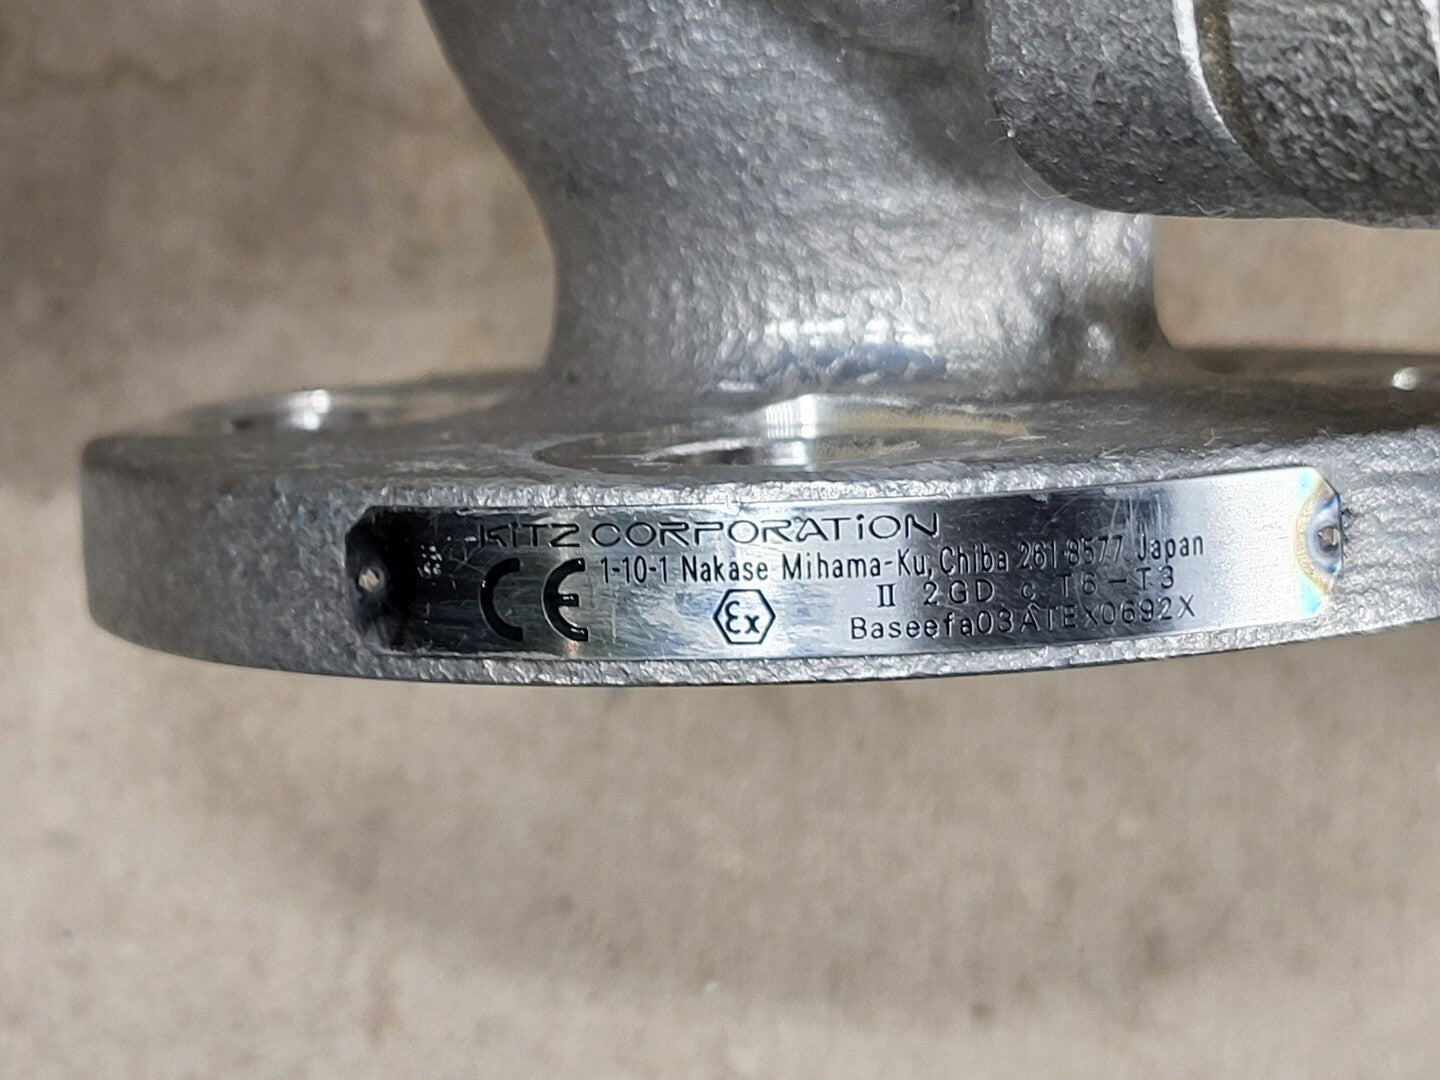 KiTZ CORPORATiON
1-10-1 Nakase Mihama-Ku, Chiba 261-8577 Japan
CE Ex II 2GD c T6-T3
Baseefa03ATEX0692X